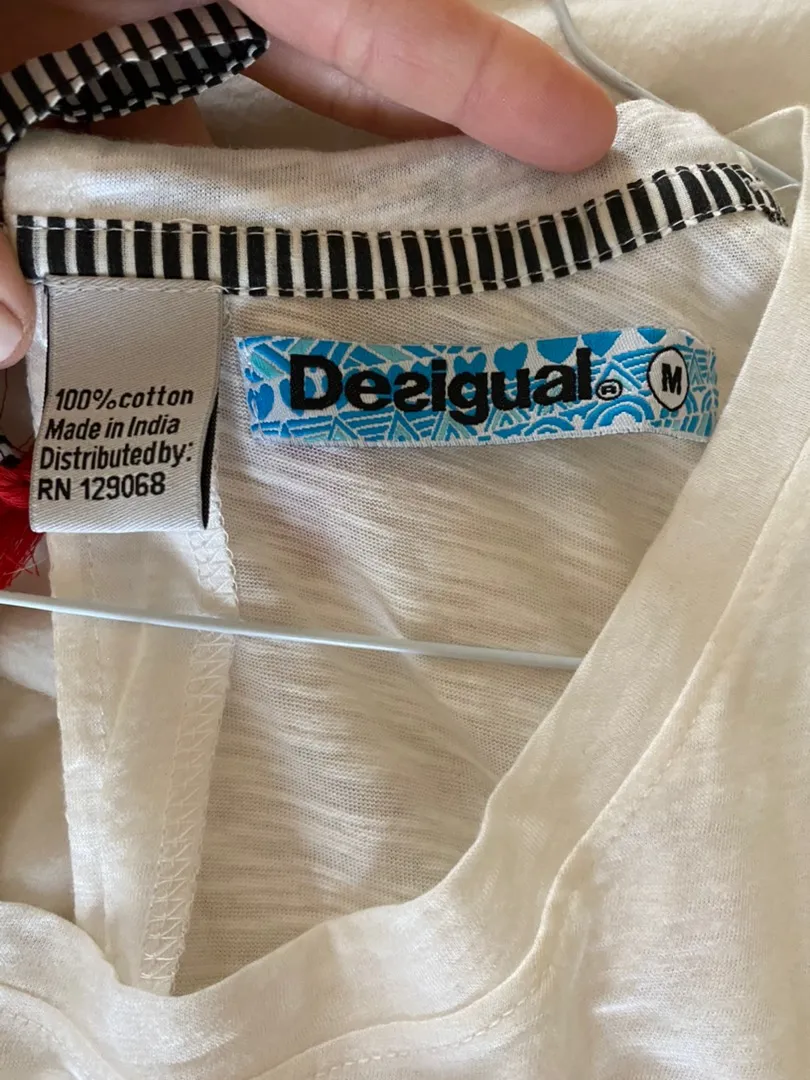 100% cotton
Made in India
Distributed by:
RN 129068
Desigual® M